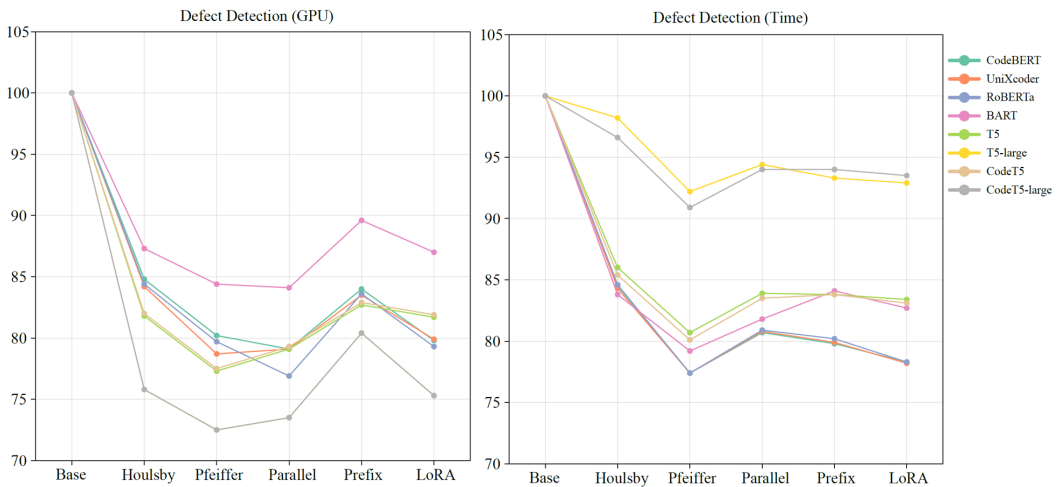 Defect Detection (GPU)
105
100
95
90
85
80
75
70
Base Houlsby Pfeiffer Parallel Prefix LoRA
Defect Detection (Time)
105
100
95
90
85
80
75
70
Base Houlsby Pfeiffer Parallel Prefix LoRA
CodeBERT
UniXcoder
RoBERTa
BART
T5
T5-large
CodeT5
CodeT5-large